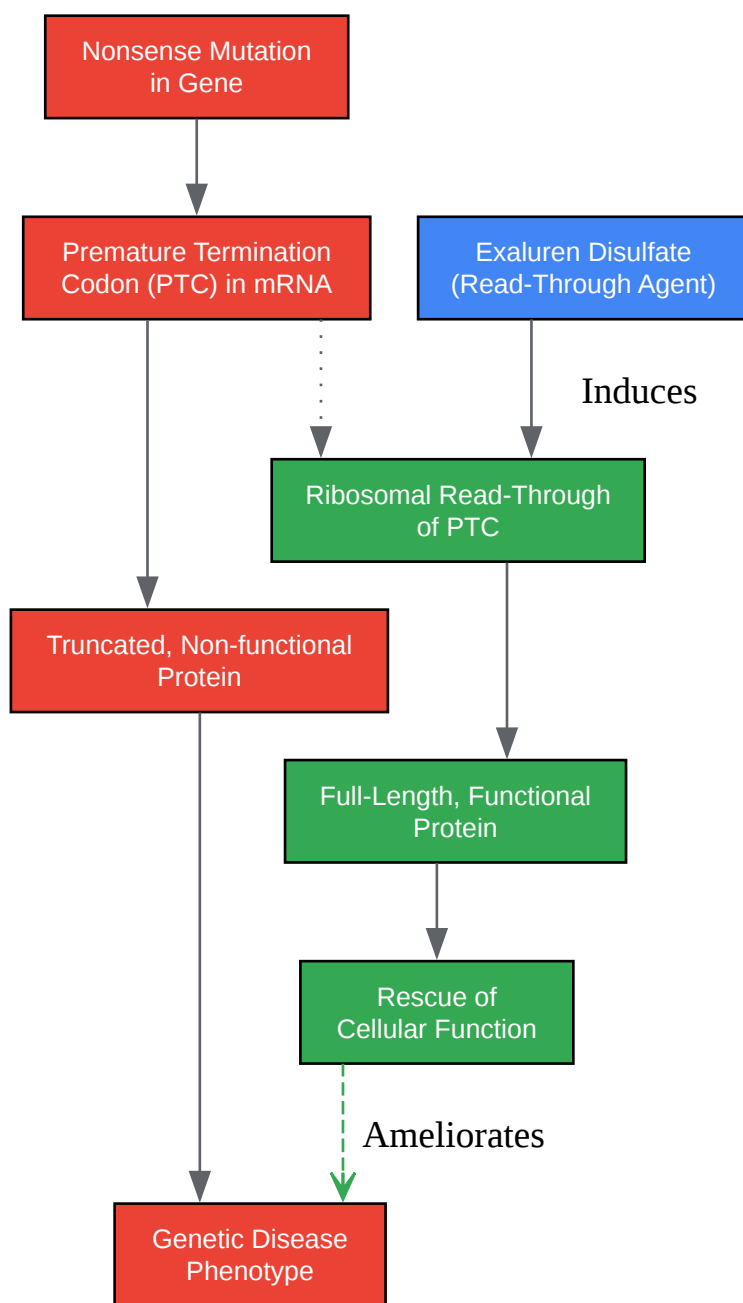 Nonsense Mutation
in Gene
Premature Termination
Codon (PTC) in mRNA
Exaluren Disulfate
(Read-Through Agent)
Induces
Ribosomal Read-Through
of PTC
Truncated, Non-functional
Protein
Full-Length, Functional
Protein
Rescue of
Cellular Function
Ameliorates
Genetic Disease
Phenotype